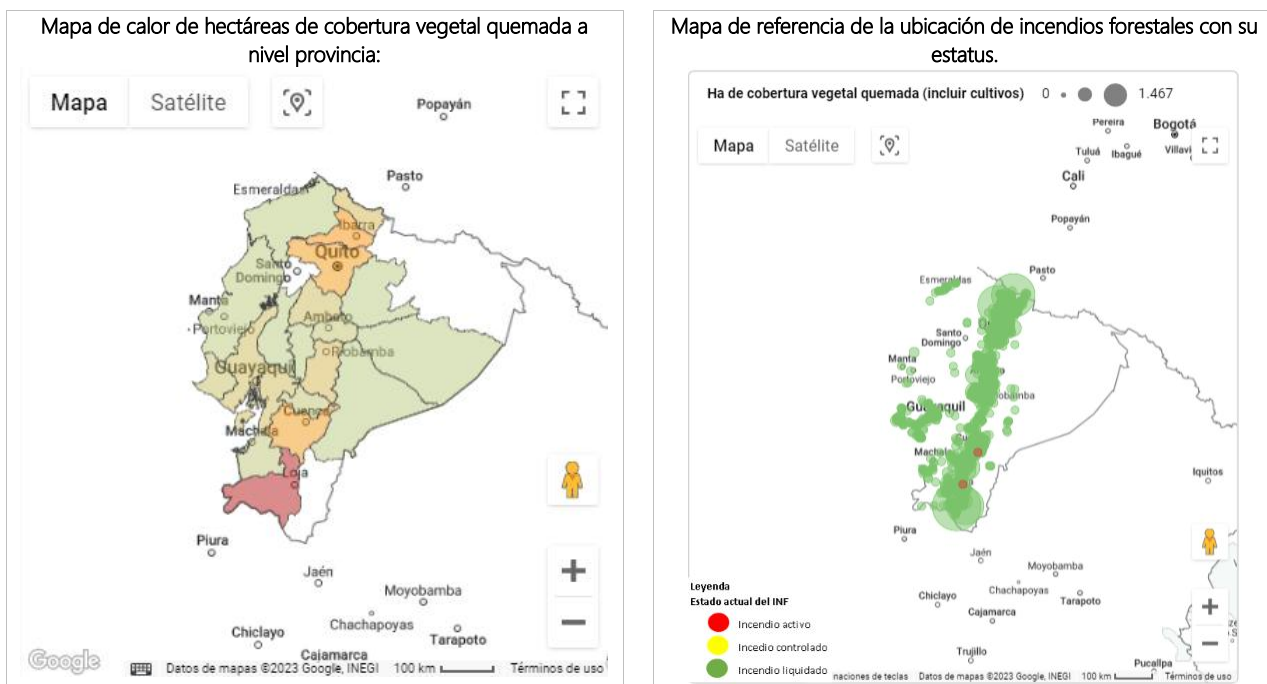 Mapa de calor de hectáreas de cobertura vegetal quemada a
nivel provincia:
Mapa
Satélite
Popayán
Pasto
Esmeraldas
Ibarra
Quito
Santo
Domingo
Manta
Portoviejo
Ambato
Riobamba
Guayaquil
Cuenca
Machala
Loja
Piura
Jaén
Moyobamba
Chachapoyas
Chiclayo
Tarapoto
Cajamarca
Google
Datos de mapas ©2023 Google, INEGI
100 km
Términos de uso
Mapa de referencia de la ubicación de incendios forestales con su
estatus.
Ha de cobertura vegetal quemada (incluir cultivos)
0
1.467
Mapa
Satélite
Pereira
Bogotá
Tuluá
Ibagué
Villavi
Cali
Popayán
Pasto
Esmeraldas
Santo
Domingo
Manta
Portoviejo
obamba
Guayaquil
Machal
Iquitos
Piura
Jaén
Moyobamba
Chachapoyas
Chiclayo
Tarapoto
Cajamarca
Trujillo
Pucallpa
Leyenda
Estado actual del INF
Incendio activo
Incedio controlado
Incendio liquidado
naciones de teclas
Datos de mapas ©2023 Google, INEGI
100 km
Términos de uso